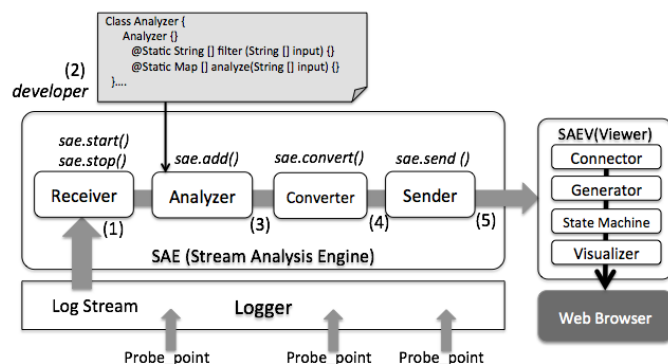 Class Analyzer {
Analyzer {}
@Static String [] filter (String [] input) {}
@Static Map [] analyze(String [] input) {}
}....
(2)
developer
sae.start()
sae.stop()
sae.add()
sae.convert()
sae.send ()
Receiver
Analyzer
Converter
Sender
(1)
(3)
(4)
(5)
SAE (Stream Analysis Engine)
SAEV(Viewer)
Connector
Generator
State Machine
Visualizer
Web Browser
Log Stream
Logger
Probe point
Probe point
Probe point